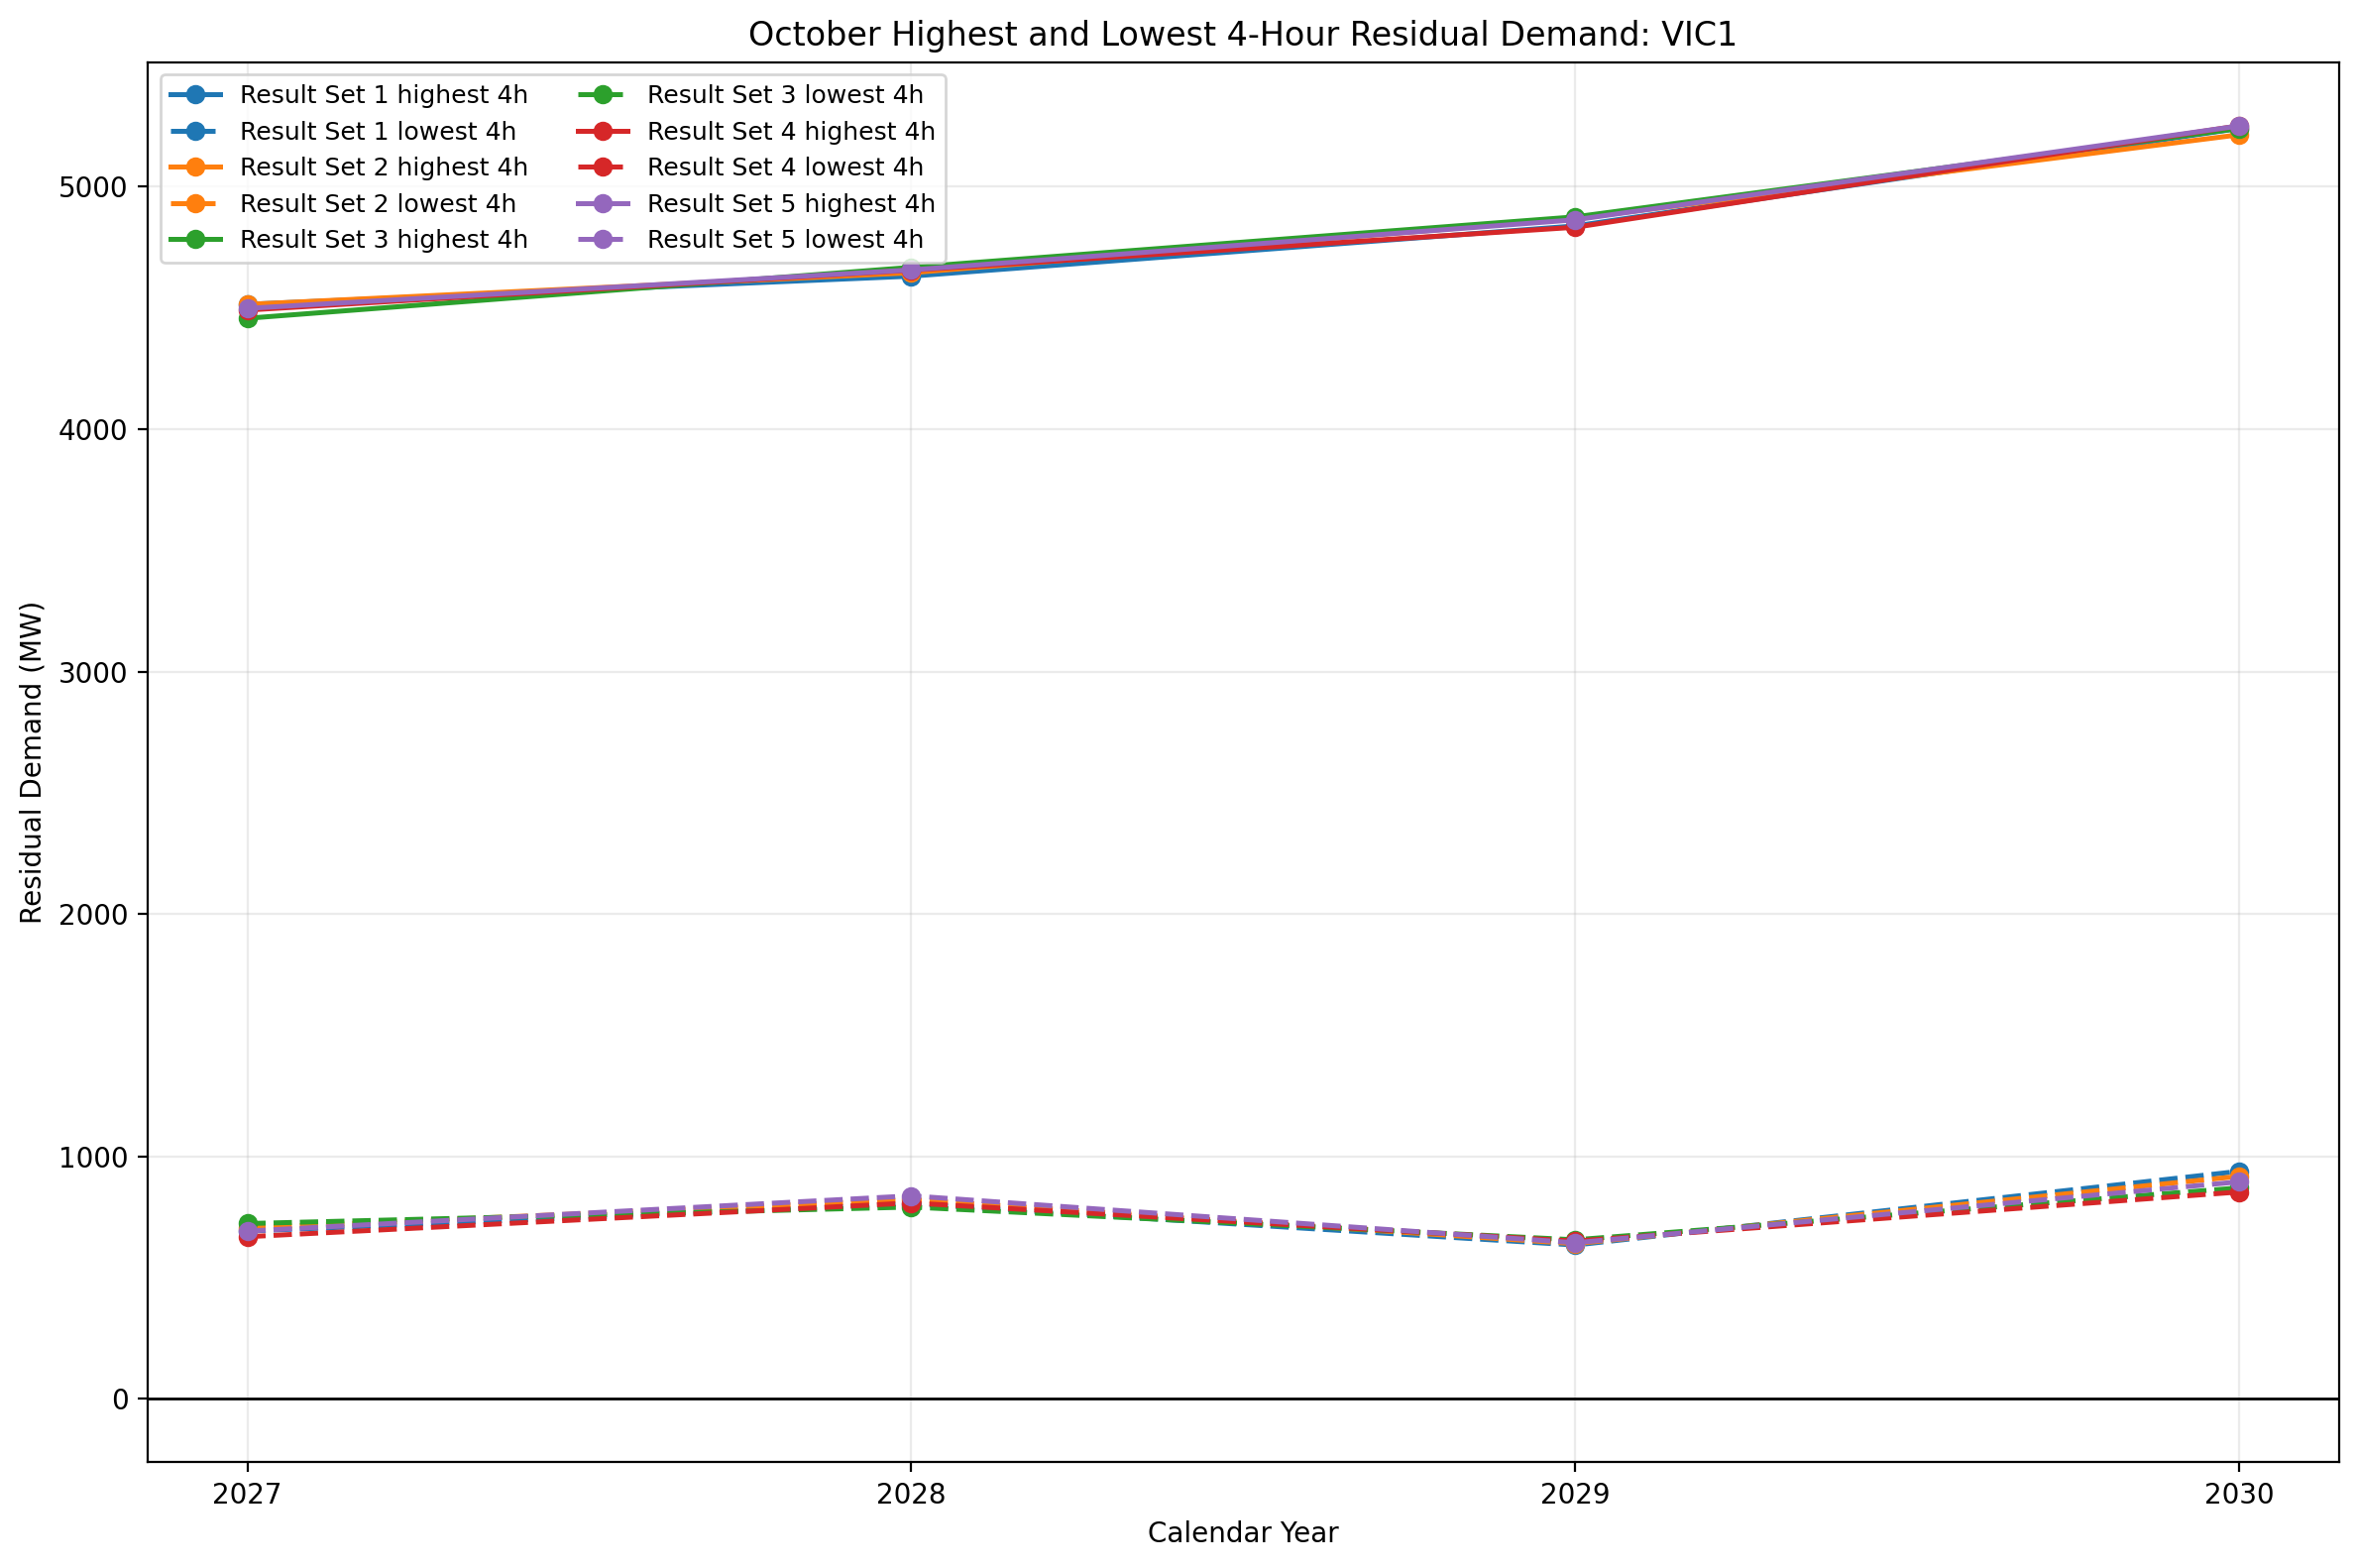 October Highest and Lowest 4-Hour Residual Demand: VIC1
Result Set 1 highest 4h
Result Set 1 lowest 4h
Result Set 2 highest 4h
Result Set 2 lowest 4h
Result Set 3 highest 4h
Result Set 3 lowest 4h
Result Set 4 highest 4h
Result Set 4 lowest 4h
Result Set 5 highest 4h
Result Set 5 lowest 4h
Residual Demand (MW)
5000
4000
3000
2000
1000
0
2027
2028
2029
2030
Calendar Year